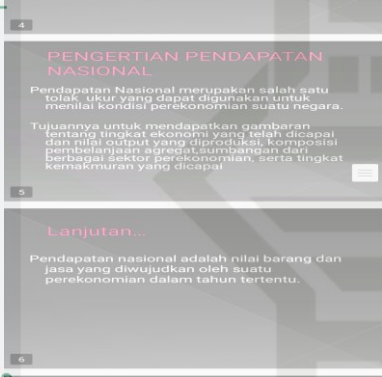 4
PENGERTIAN PENDAPATAN
NASIONAL
Pendapatan Nasional merupakan salah satu
tolak ukur yang dapat digunakan untuk
menilai kondisi perekonomian suatu negara.
Tujuannya untuk mendapatkan gambaran
tentang tingkat ekonomi yang telah dicapai
dan nilai output yang diproduksi, komposisi
pembelanjaan agregat,sumbangan dari
berbagai sektor perekonomian, serta tingkat
kemakmuran yang dicapai
5
Lanjutan...
Pendapatan nasional adalah nilai barang dan
jasa yang diwujudkan oleh suatu
perekonomian dalam tahun tertentu.
6